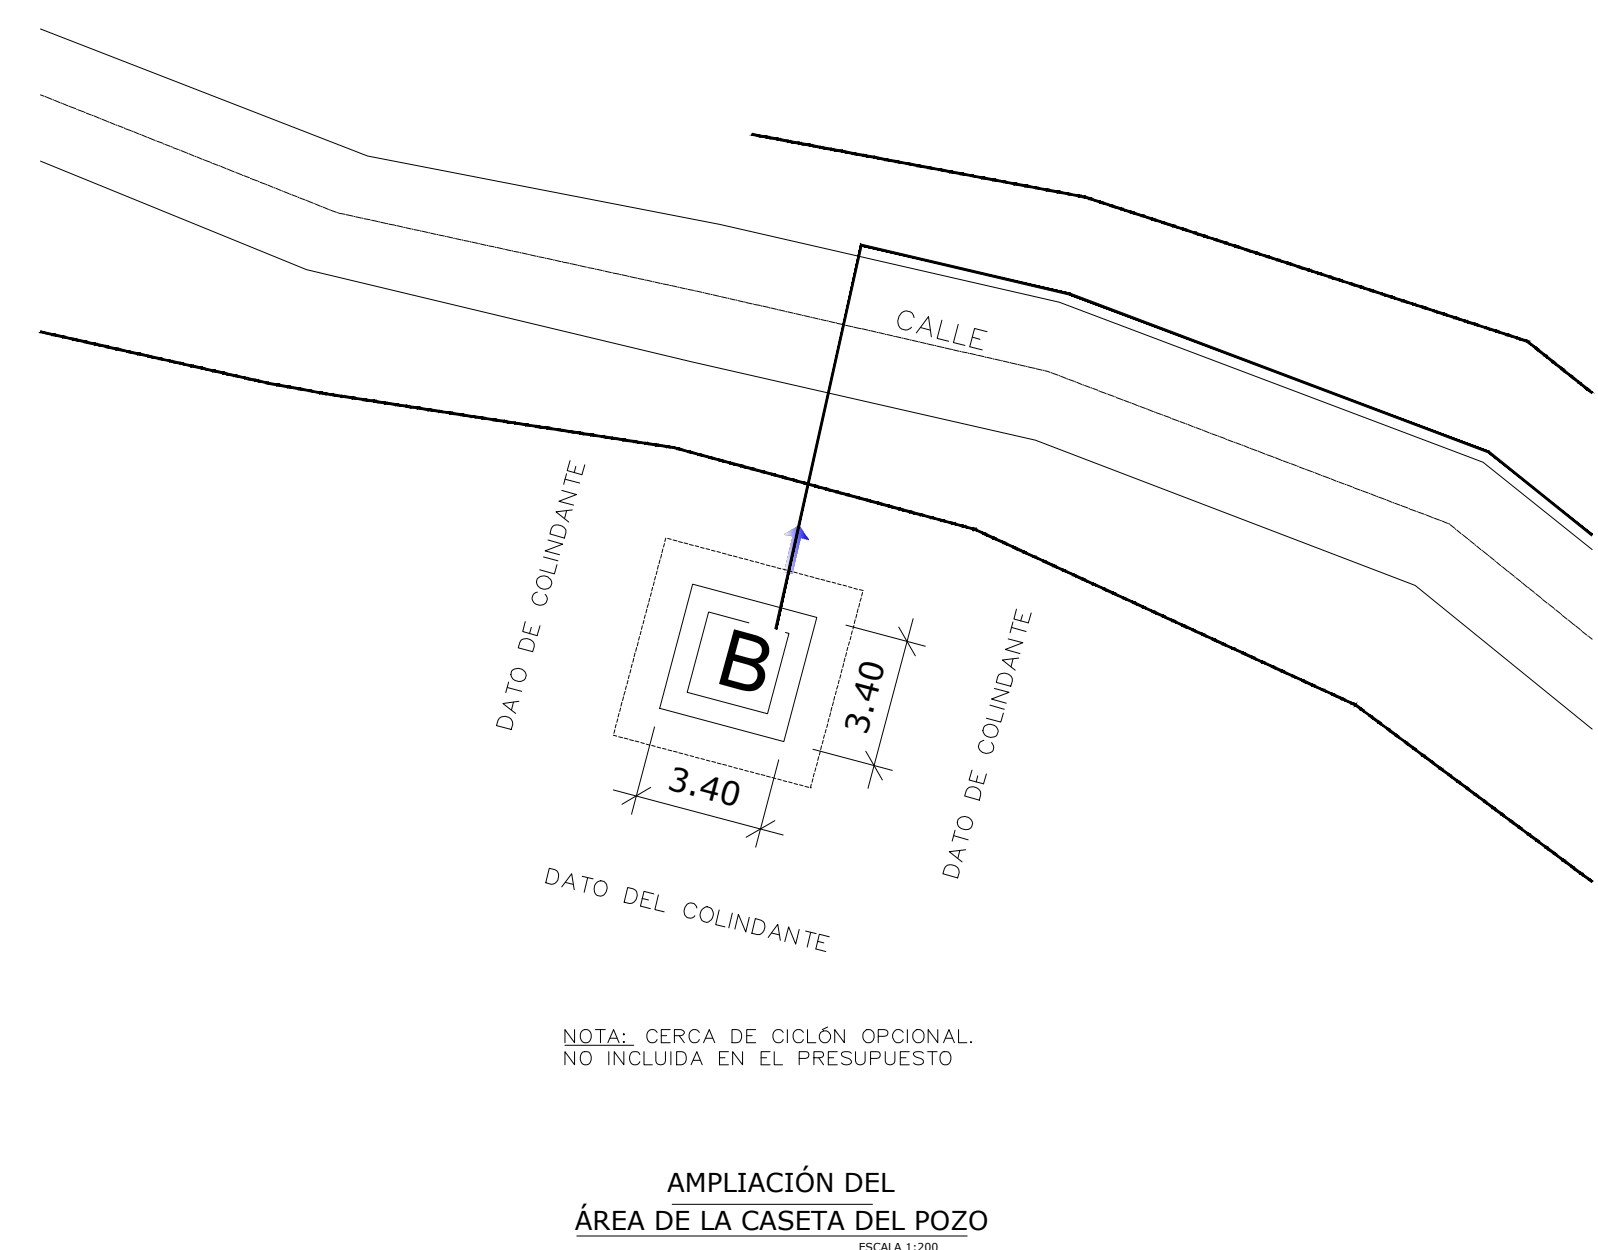 CALLE
DATO DE COLINDANTE
B
3.40
3.40
DATO DE COLINDANTE
DATO DEL COLINDANTE
NOTA: CERCA DE CICLÓN OPCIONAL.
NO INCLUIDA EN EL PRESUPUESTO
AMPLIACIÓN DEL
ÁREA DE LA CASETA DEL POZO
ESCALA 1:200